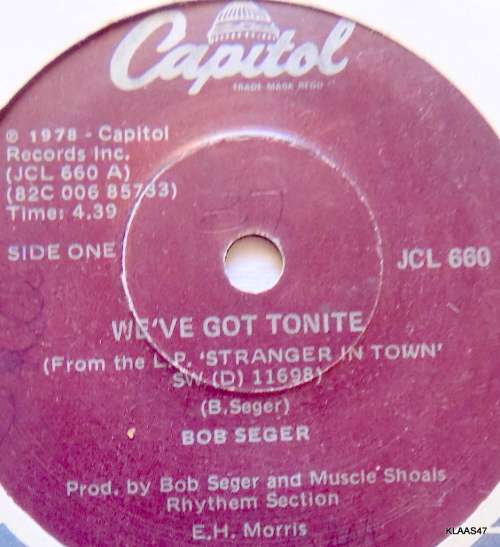 Capitol
TRADE MARK REGD
℗ 1978 - Capitol
Records Inc.
(JCL 660 A)
(82C 006 85733)
Time: 4.39
SIDE ONE
JCL 660
WE'VE GOT TONITE
(From the L.P. 'STRANGER IN TOWN'
SW (D) 11698)
(B.Seger)
BOB SEGER
Prod. by Bob Seger and Muscle Shoals
Rhythem Section
E.H. Morris
KLAAS47